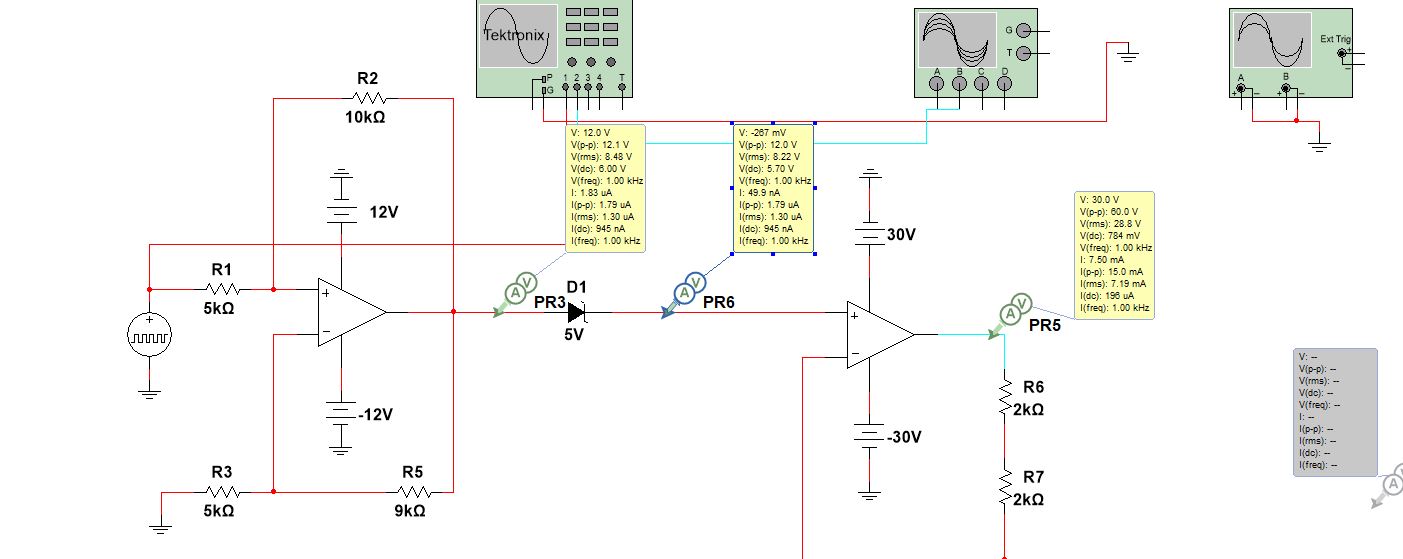 Tektronix
P
G
1 2 3 4 T
G
T
A B C D
Ext Trig
+
−
A B
+ − + −
R2
10kΩ
V: 12.0 V
V(p-p): 12.1 V
V(rms): 8.48 V
V(dc): 6.00 V
V(freq): 1.00 kHz
I: 1.83 uA
I(p-p): 1.79 uA
I(rms): 1.30 uA
I(dc): 945 nA
I(freq): 1.00 kHz
V: -267 mV
V(p-p): 12.0 V
V(rms): 8.22 V
V(dc): 5.70 V
V(freq): 1.00 kHz
I: 49.9 nA
I(p-p): 1.79 uA
I(rms): 1.30 uA
I(dc): 945 nA
I(freq): 1.00 kHz
V: 30.0 V
V(p-p): 60.0 V
V(rms): 28.8 V
V(dc): 784 mV
V(freq): 1.00 kHz
I: 7.50 mA
I(p-p): 15.0 mA
I(rms): 7.19 mA
I(dc): 196 uA
I(freq): 1.00 kHz
12V
30V
R1
5kΩ
+
−
+
A V
PR3
D1
5V
A V
PR6
+
−
A V
PR5
-12V
-30V
R6
2kΩ
R3
5kΩ
R5
9kΩ
R7
2kΩ
V: --
V(p-p): --
V(rms): --
V(dc): --
V(freq): --
I: --
I(p-p): --
I(rms): --
I(dc): --
I(freq): --
A